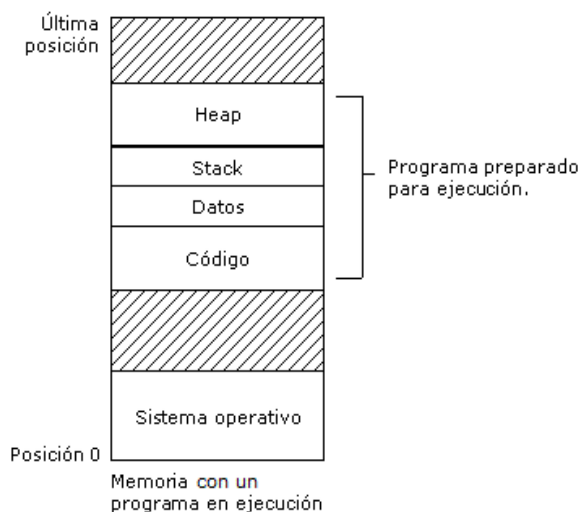 Última
posición
Heap
Stack
Programa preparado
para ejecución.
Datos
Código
Sistema operativo
Posición 0
Memoria con un
programa en ejecución